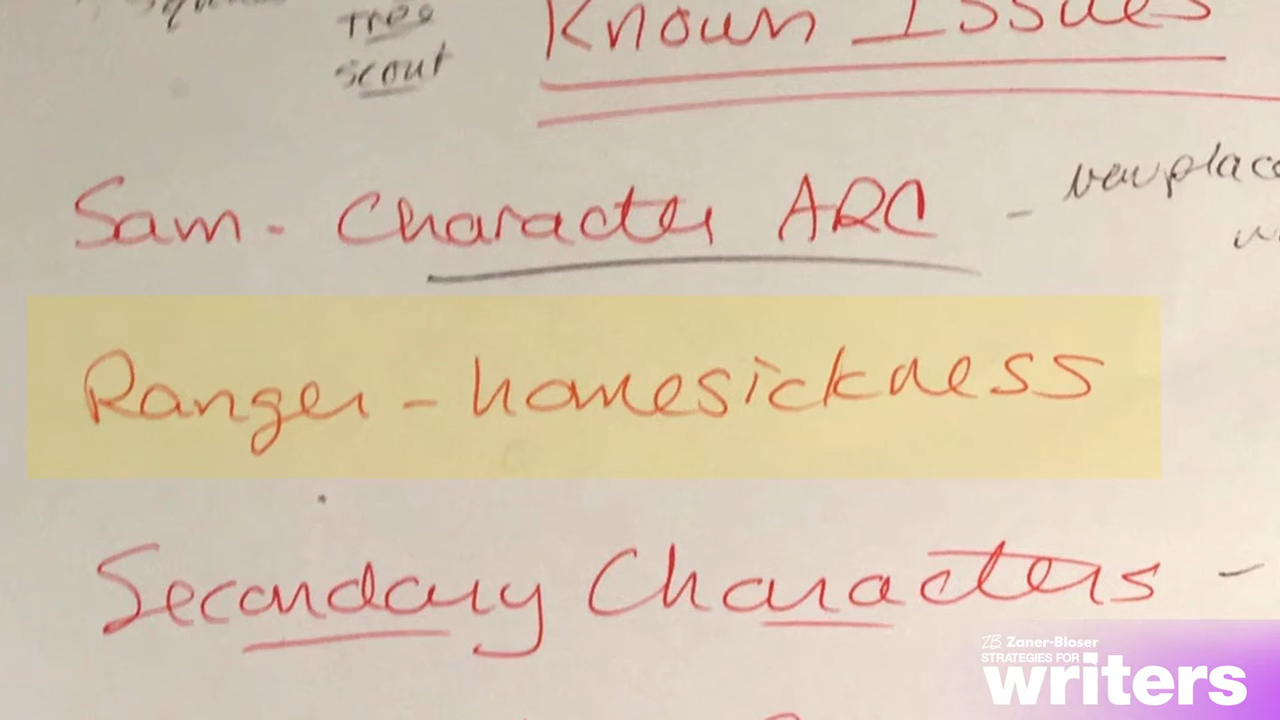 Tree
scout
Known Issues
Sam - Character ARC -
Ranger - homesickness
Secondary Characters -
ZB Zaner-Bloser
STRATEGIES FOR
writers